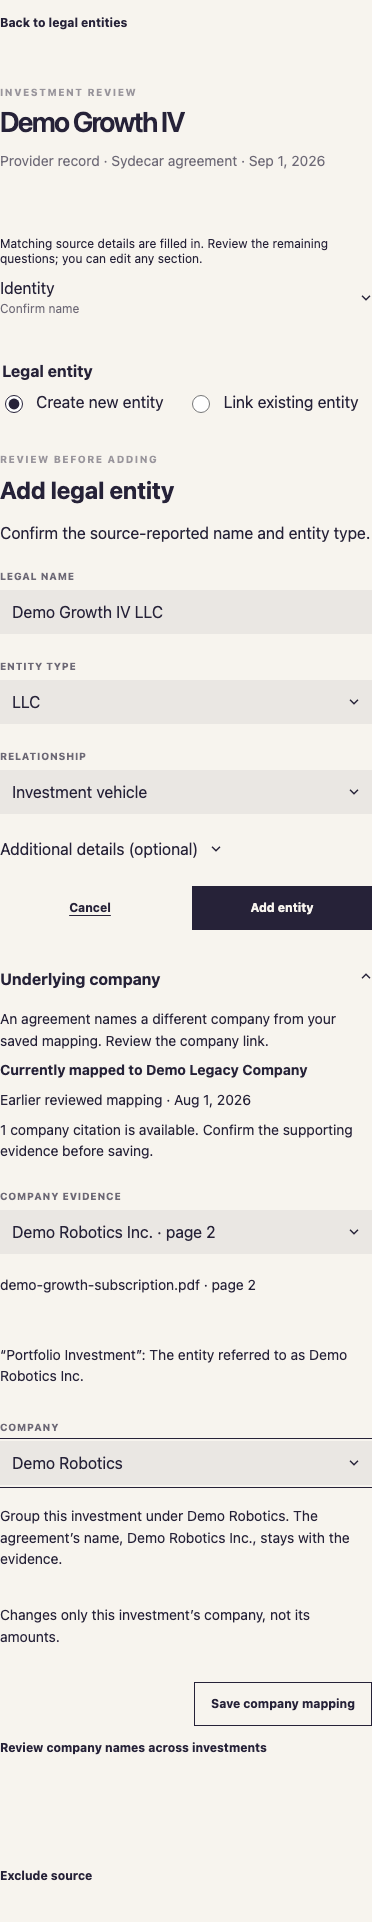 Back to legal entities
INVESTMENT REVIEW
Demo Growth IV
Provider record · Sydecar agreement · Sep 1, 2026
Matching source details are filled in. Review the remaining
questions; you can edit any section.
Identity
Confirm name
Legal entity
Create new entity
Link existing entity
REVIEW BEFORE ADDING
Add legal entity
Confirm the source-reported name and entity type.
LEGAL NAME
Demo Growth IV LLC
ENTITY TYPE
LLC
RELATIONSHIP
Investment vehicle
Additional details (optional)
Cancel
Add entity
Underlying company
An agreement names a different company from your
saved mapping. Review the company link.
Currently mapped to Demo Legacy Company
Earlier reviewed mapping · Aug 1, 2026
1 company citation is available. Confirm the supporting
evidence before saving.
COMPANY EVIDENCE
Demo Robotics Inc. · page 2
demo-growth-subscription.pdf · page 2
“Portfolio Investment”: The entity referred to as Demo
Robotics Inc.
COMPANY
Demo Robotics
Group this investment under Demo Robotics. The
agreement’s name, Demo Robotics Inc., stays with the
evidence.
Changes only this investment’s company, not its
amounts.
Save company mapping
Review company names across investments
Exclude source